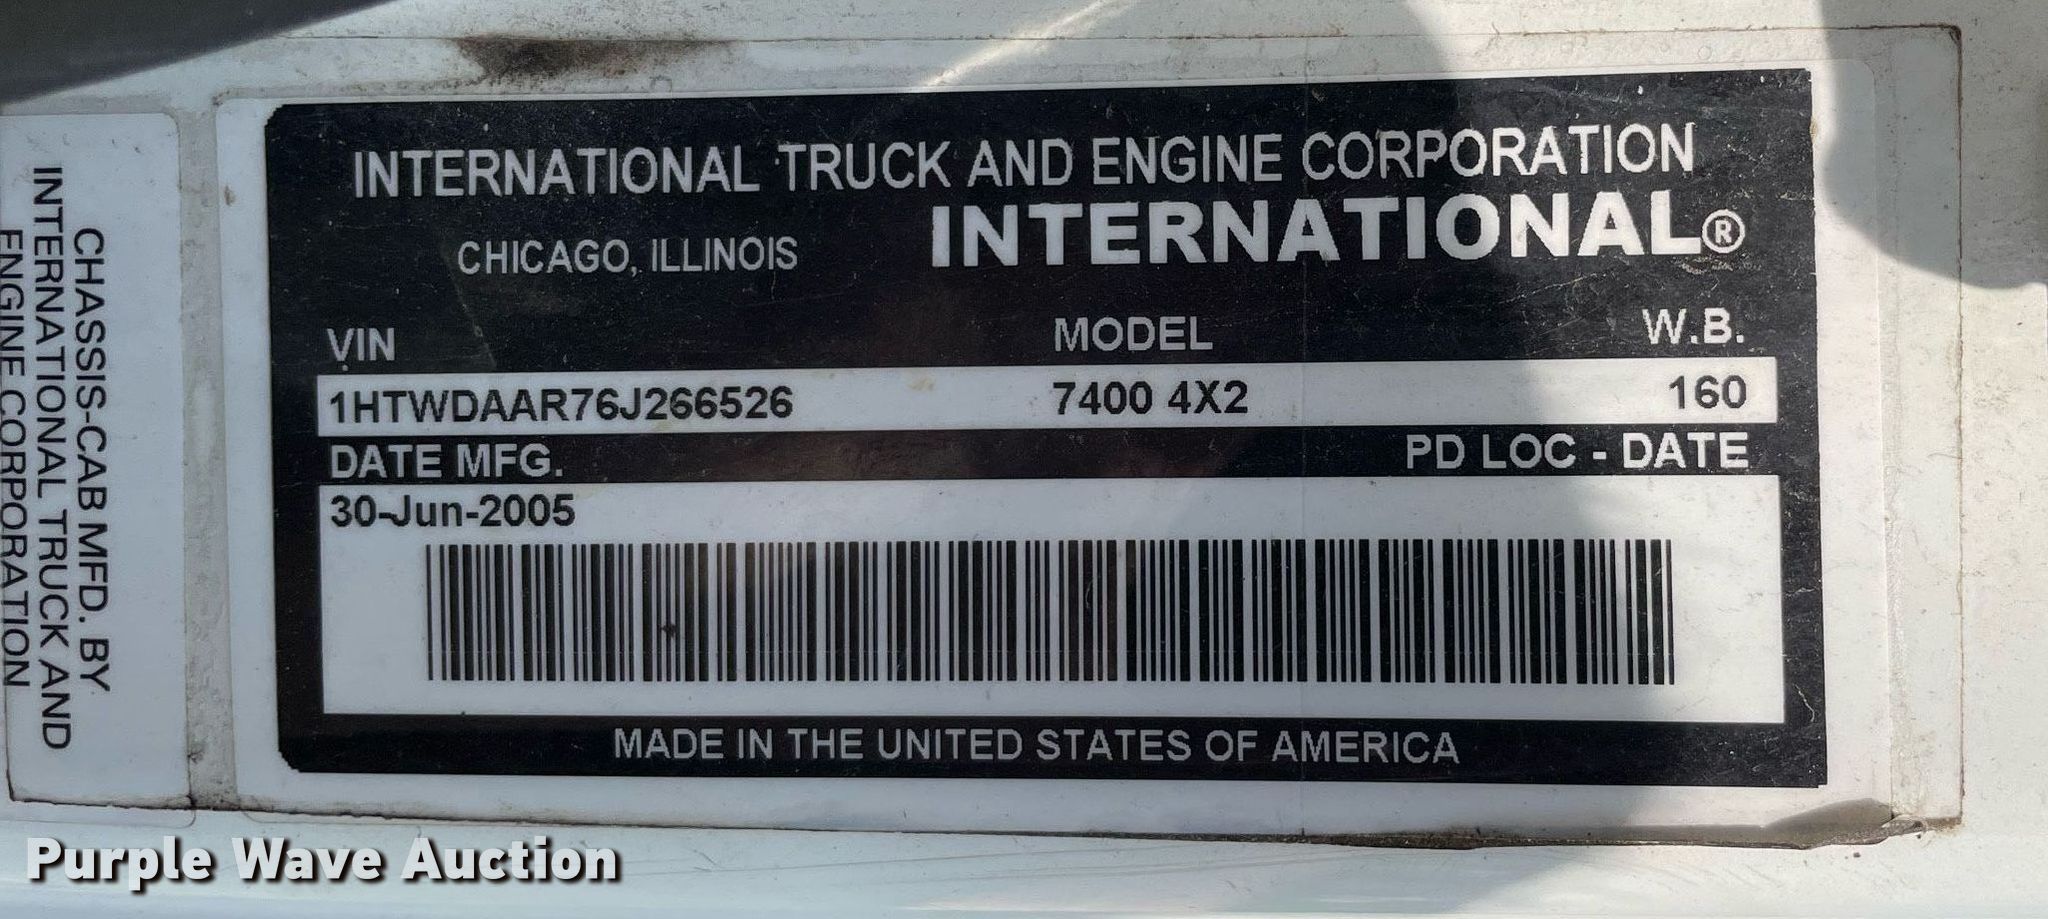 INTERNATIONAL TRUCK AND ENGINE CORPORATION
CHICAGO, ILLINOIS
INTERNATIONAL®
VIN MODEL W.B.
1HTWDAAR76J266526 7400 4X2 160
DATE MFG. PD LOC - DATE
30-Jun-2005
MADE IN THE UNITED STATES OF AMERICA
CHASSIS-CAB MFD. BY
INTERNATIONAL TRUCK AND
ENGINE CORPORATION
Purple Wave Auction